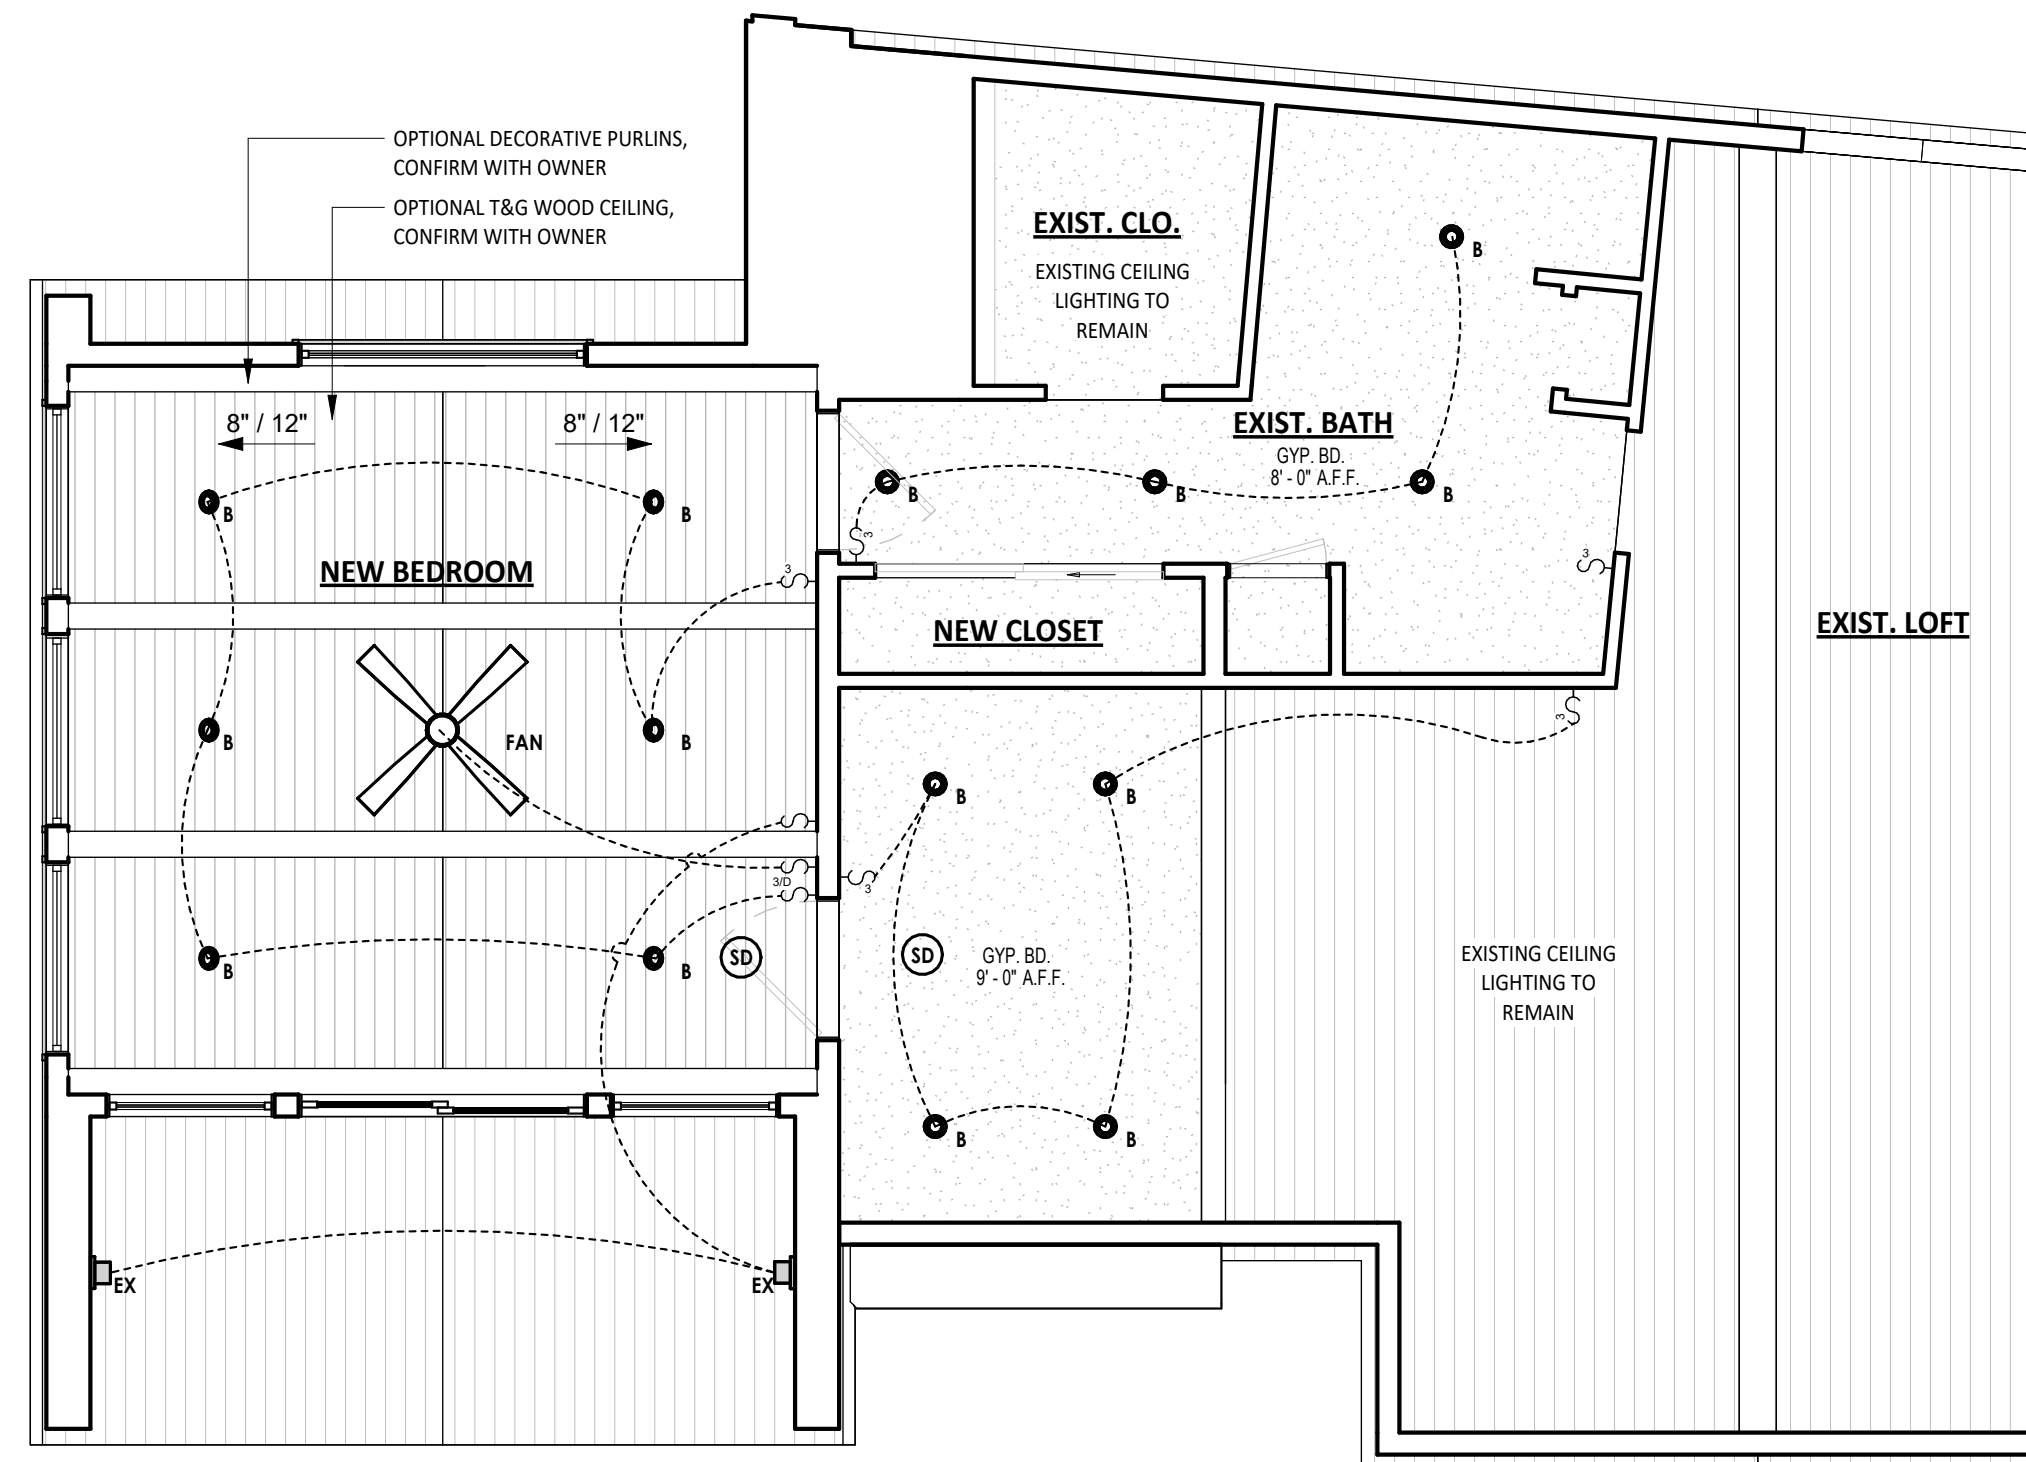 OPTIONAL DECORATIVE PURLINS,
CONFIRM WITH OWNER
OPTIONAL T&G WOOD CEILING,
CONFIRM WITH OWNER
EXIST. CLO.
EXISTING CEILING
LIGHTING TO
REMAIN
B
8" / 12"
8" / 12"
EXIST. BATH
GYP. BD.
8' - 0" A.F.F.
B
B
B
B
B
3
3
3
NEW BEDROOM
NEW CLOSET
EXIST. LOFT
3
B
FAN
B
B
B
3/D
3
SD
SD
GYP. BD.
9' - 0" A.F.F.
EXISTING CEILING
LIGHTING TO
REMAIN
B
B
B
B
EX
EX